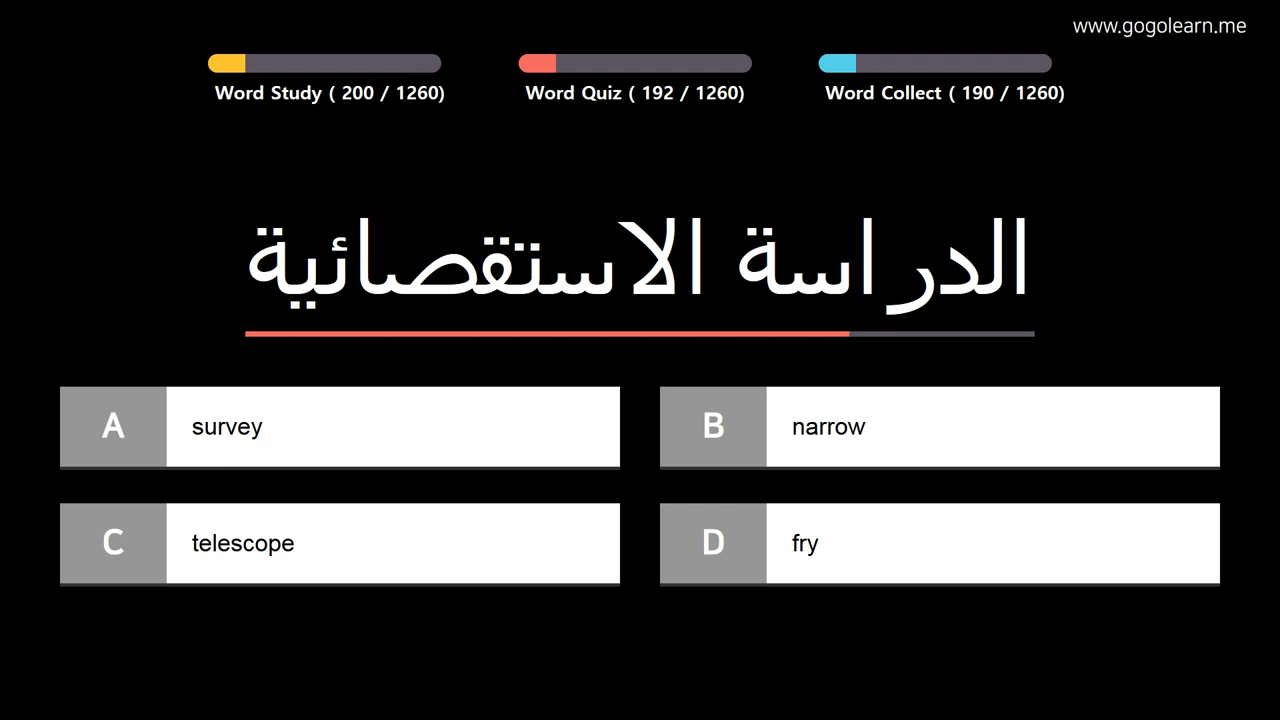 www.gogolearn.me
Word Study ( 200 / 1260)
Word Quiz ( 192 / 1260)
Word Collect ( 190 / 1260)
الدراسة الاستقصائية
A survey
B narrow
C telescope
D fry